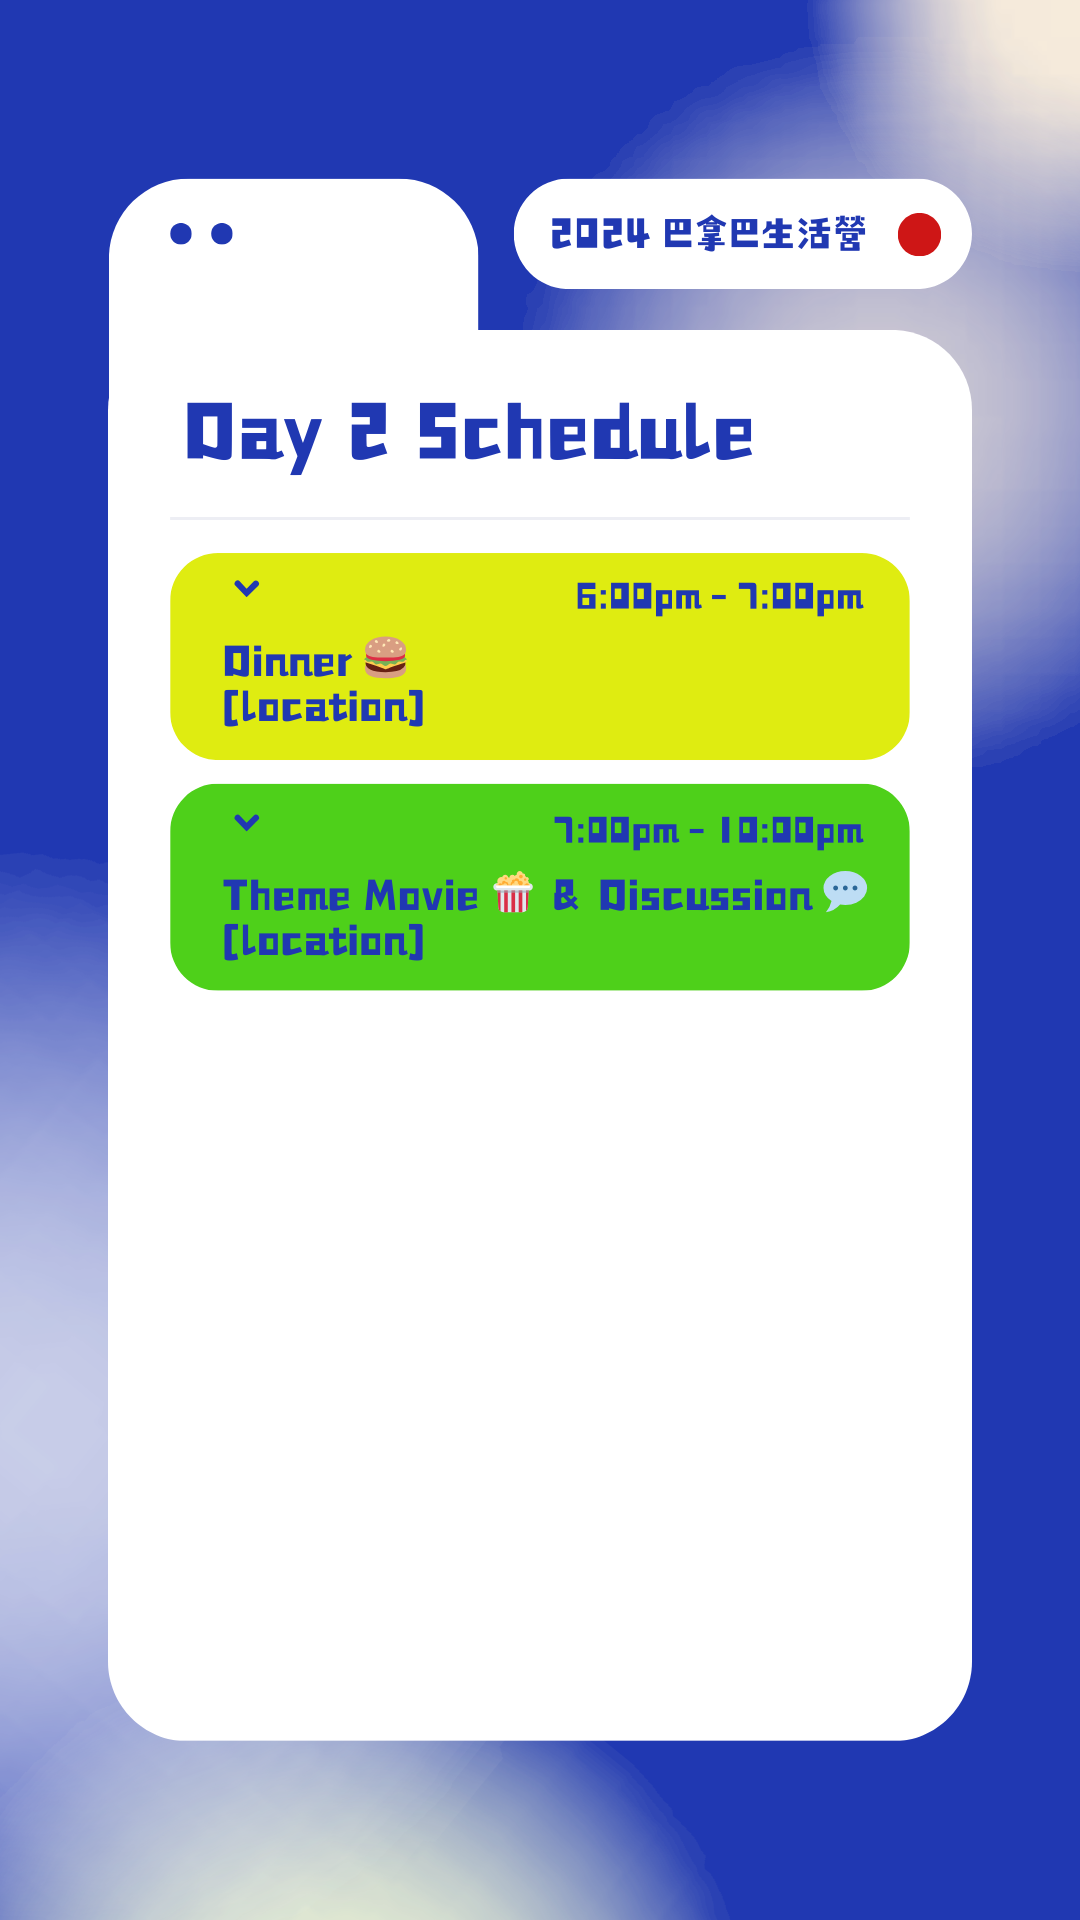 2024 巴拿巴生活營
Day 2 Schedule
6:00pm - 7:00pm
Dinner 🍔
[location]
7:00pm - 10:00pm
Theme Movie 🍿 & Discussion 💬
[location]